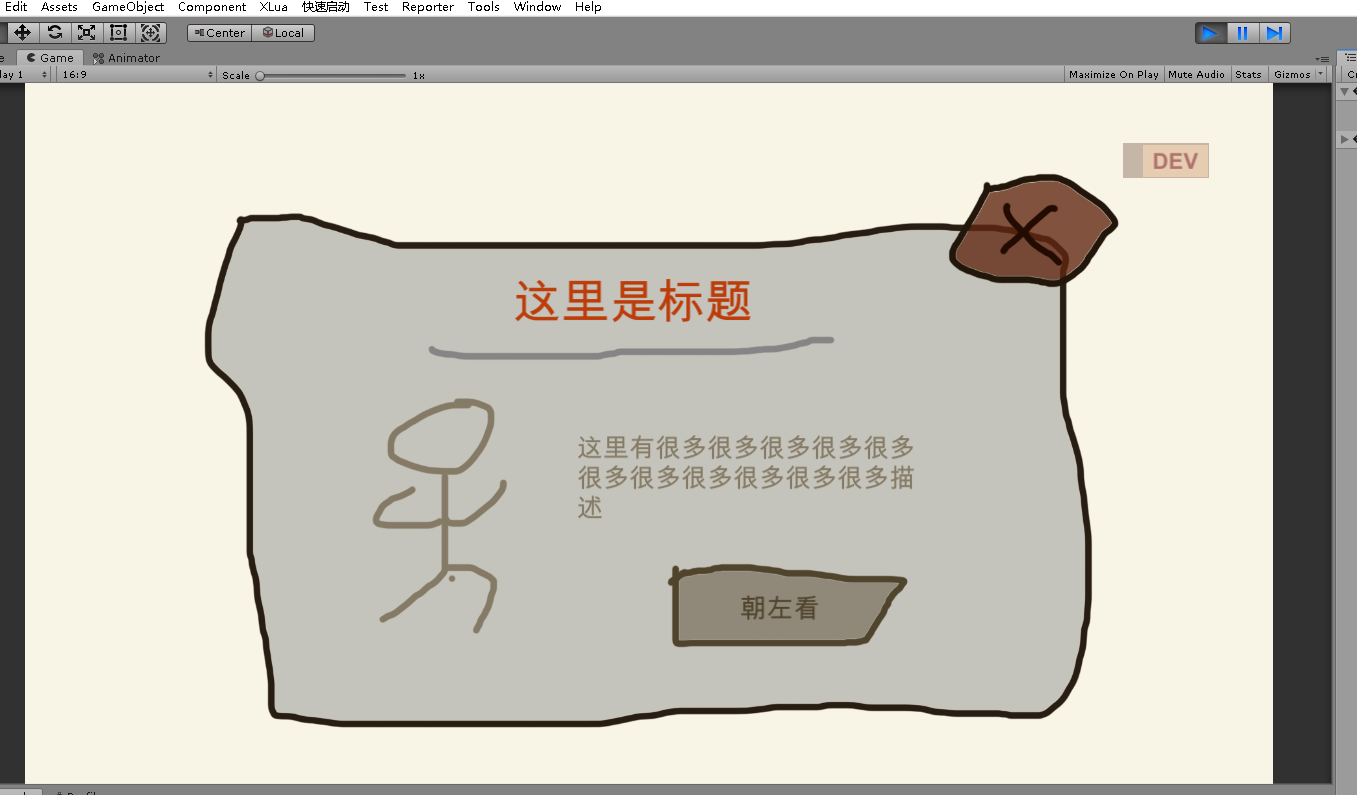 Edit Assets GameObject Component XLua 快速启动 Test Reporter Tools Window Help
Center Local
Game Animator
lay 1 16:9 Scale 1x Maximize On Play Mute Audio Stats Gizmos
DEV
这里是标题
这里有很多很多很多很多很多
很多很多很多很多很多很多描
述
朝左看